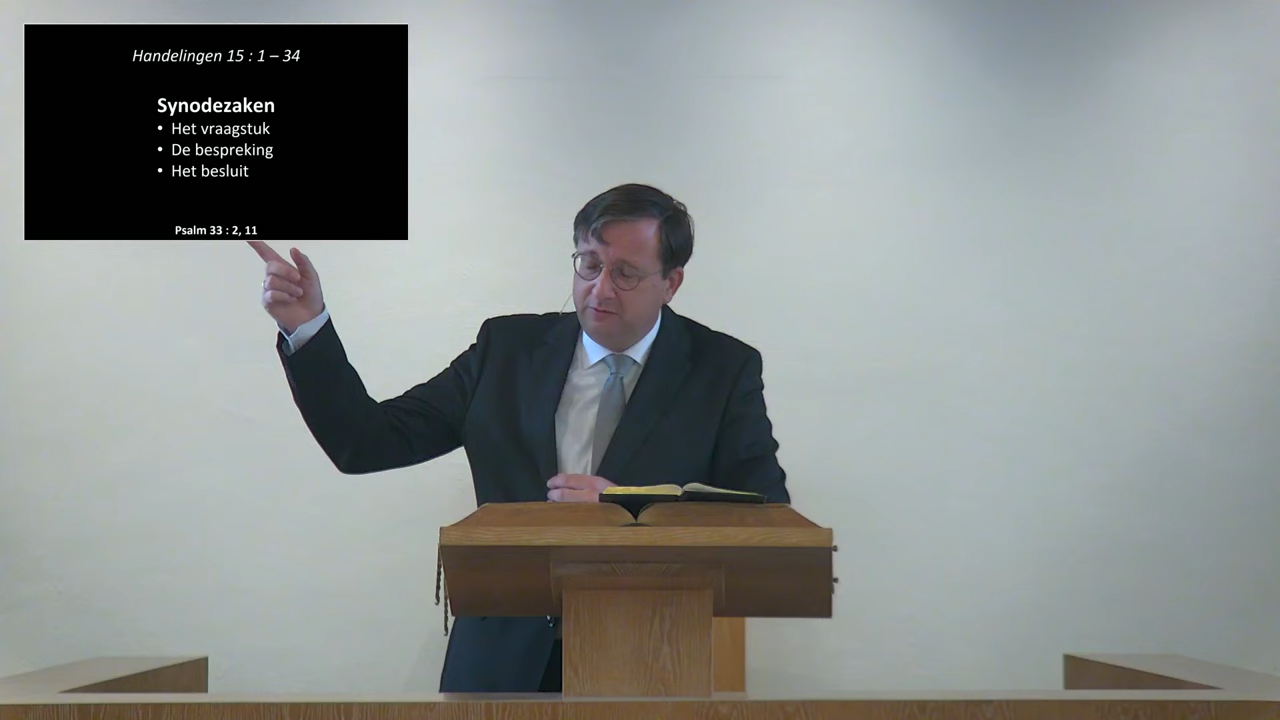 Handelingen 15 : 1 – 34
Synodezaken
• Het vraagstuk
• De bespreking
• Het besluit
Psalm 33 : 2, 11